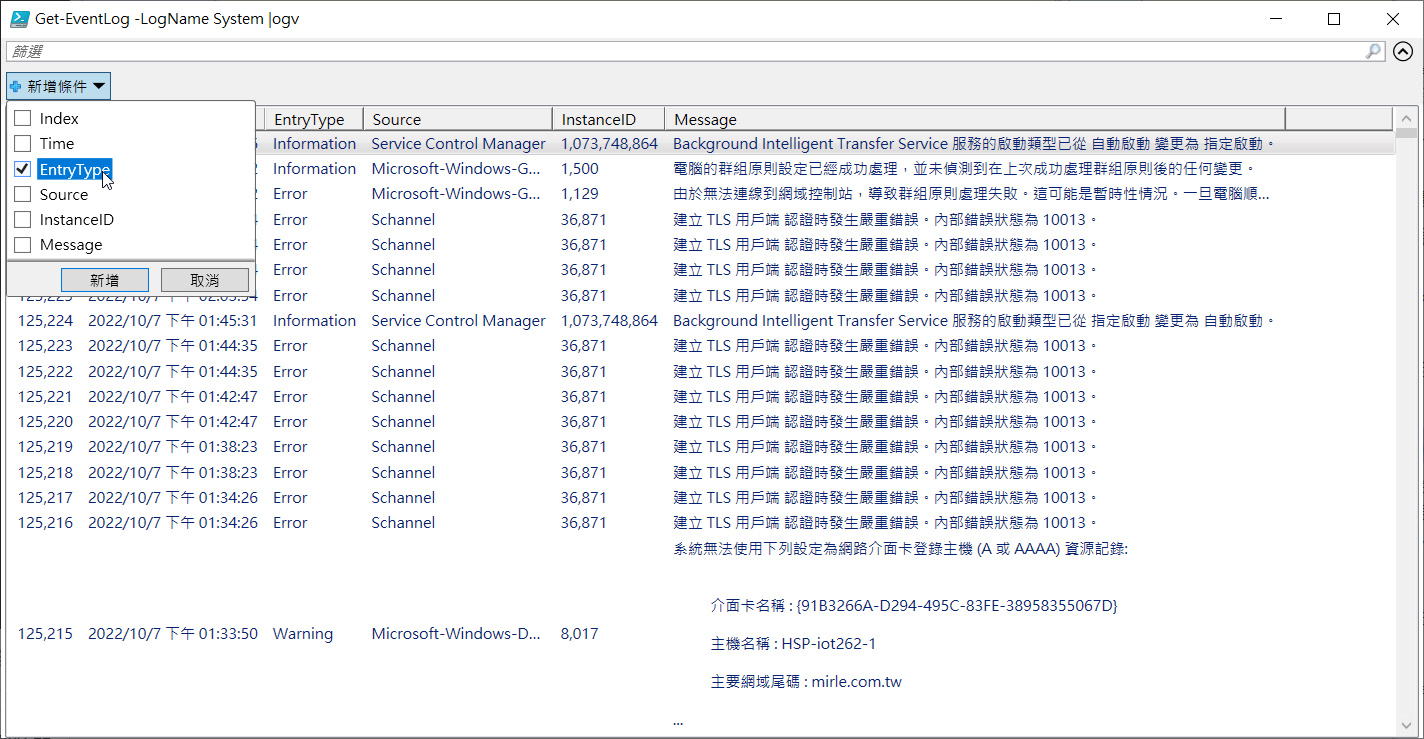 Get-EventLog -LogName System |ogv
篩選
新增條件
Index
Time
EntryType
Source
InstanceID
Message
新增 取消
EntryType Source InstanceID Message
Information Service Control Manager 1,073,748,864 Background Intelligent Transfer Service 服務的啟動類型已從 自動啟動 變更為 指定啟動。
Information Microsoft-Windows-G... 1,500 電腦的群組原則設定已經成功處理，並未偵測到在上次成功處理群組原則後的任何變更。
Error Microsoft-Windows-G... 1,129 由於無法連線到網域控制站，導致群組原則處理失敗。這可能是暫時性情況。一旦電腦順...
Error Schannel 36,871 建立 TLS 用戶端 認證時發生嚴重錯誤。內部錯誤狀態為 10013。
Error Schannel 36,871 建立 TLS 用戶端 認證時發生嚴重錯誤。內部錯誤狀態為 10013。
Error Schannel 36,871 建立 TLS 用戶端 認證時發生嚴重錯誤。內部錯誤狀態為 10013。
Error Schannel 36,871 建立 TLS 用戶端 認證時發生嚴重錯誤。內部錯誤狀態為 10013。
125,224 2022/10/7 下午 01:45:31 Information Service Control Manager 1,073,748,864 Background Intelligent Transfer Service 服務的啟動類型已從 指定啟動 變更為 自動啟動。
125,223 2022/10/7 下午 01:44:35 Error Schannel 36,871 建立 TLS 用戶端 認證時發生嚴重錯誤。內部錯誤狀態為 10013。
125,222 2022/10/7 下午 01:44:35 Error Schannel 36,871 建立 TLS 用戶端 認證時發生嚴重錯誤。內部錯誤狀態為 10013。
125,221 2022/10/7 下午 01:42:47 Error Schannel 36,871 建立 TLS 用戶端 認證時發生嚴重錯誤。內部錯誤狀態為 10013。
125,220 2022/10/7 下午 01:42:47 Error Schannel 36,871 建立 TLS 用戶端 認證時發生嚴重錯誤。內部錯誤狀態為 10013。
125,219 2022/10/7 下午 01:38:23 Error Schannel 36,871 建立 TLS 用戶端 認證時發生嚴重錯誤。內部錯誤狀態為 10013。
125,218 2022/10/7 下午 01:38:23 Error Schannel 36,871 建立 TLS 用戶端 認證時發生嚴重錯誤。內部錯誤狀態為 10013。
125,217 2022/10/7 下午 01:34:26 Error Schannel 36,871 建立 TLS 用戶端 認證時發生嚴重錯誤。內部錯誤狀態為 10013。
125,216 2022/10/7 下午 01:34:26 Error Schannel 36,871 建立 TLS 用戶端 認證時發生嚴重錯誤。內部錯誤狀態為 10013。
系統無法使用下列設定為網路介面卡登錄主機 (A 或 AAAA) 資源記錄:
介面卡名稱 : {91B3266A-D294-495C-83FE-38958355067D}
125,215 2022/10/7 下午 01:33:50 Warning Microsoft-Windows-D... 8,017
主機名稱 : HSP-iot262-1
主要網域尾碼 : mirle.com.tw
...